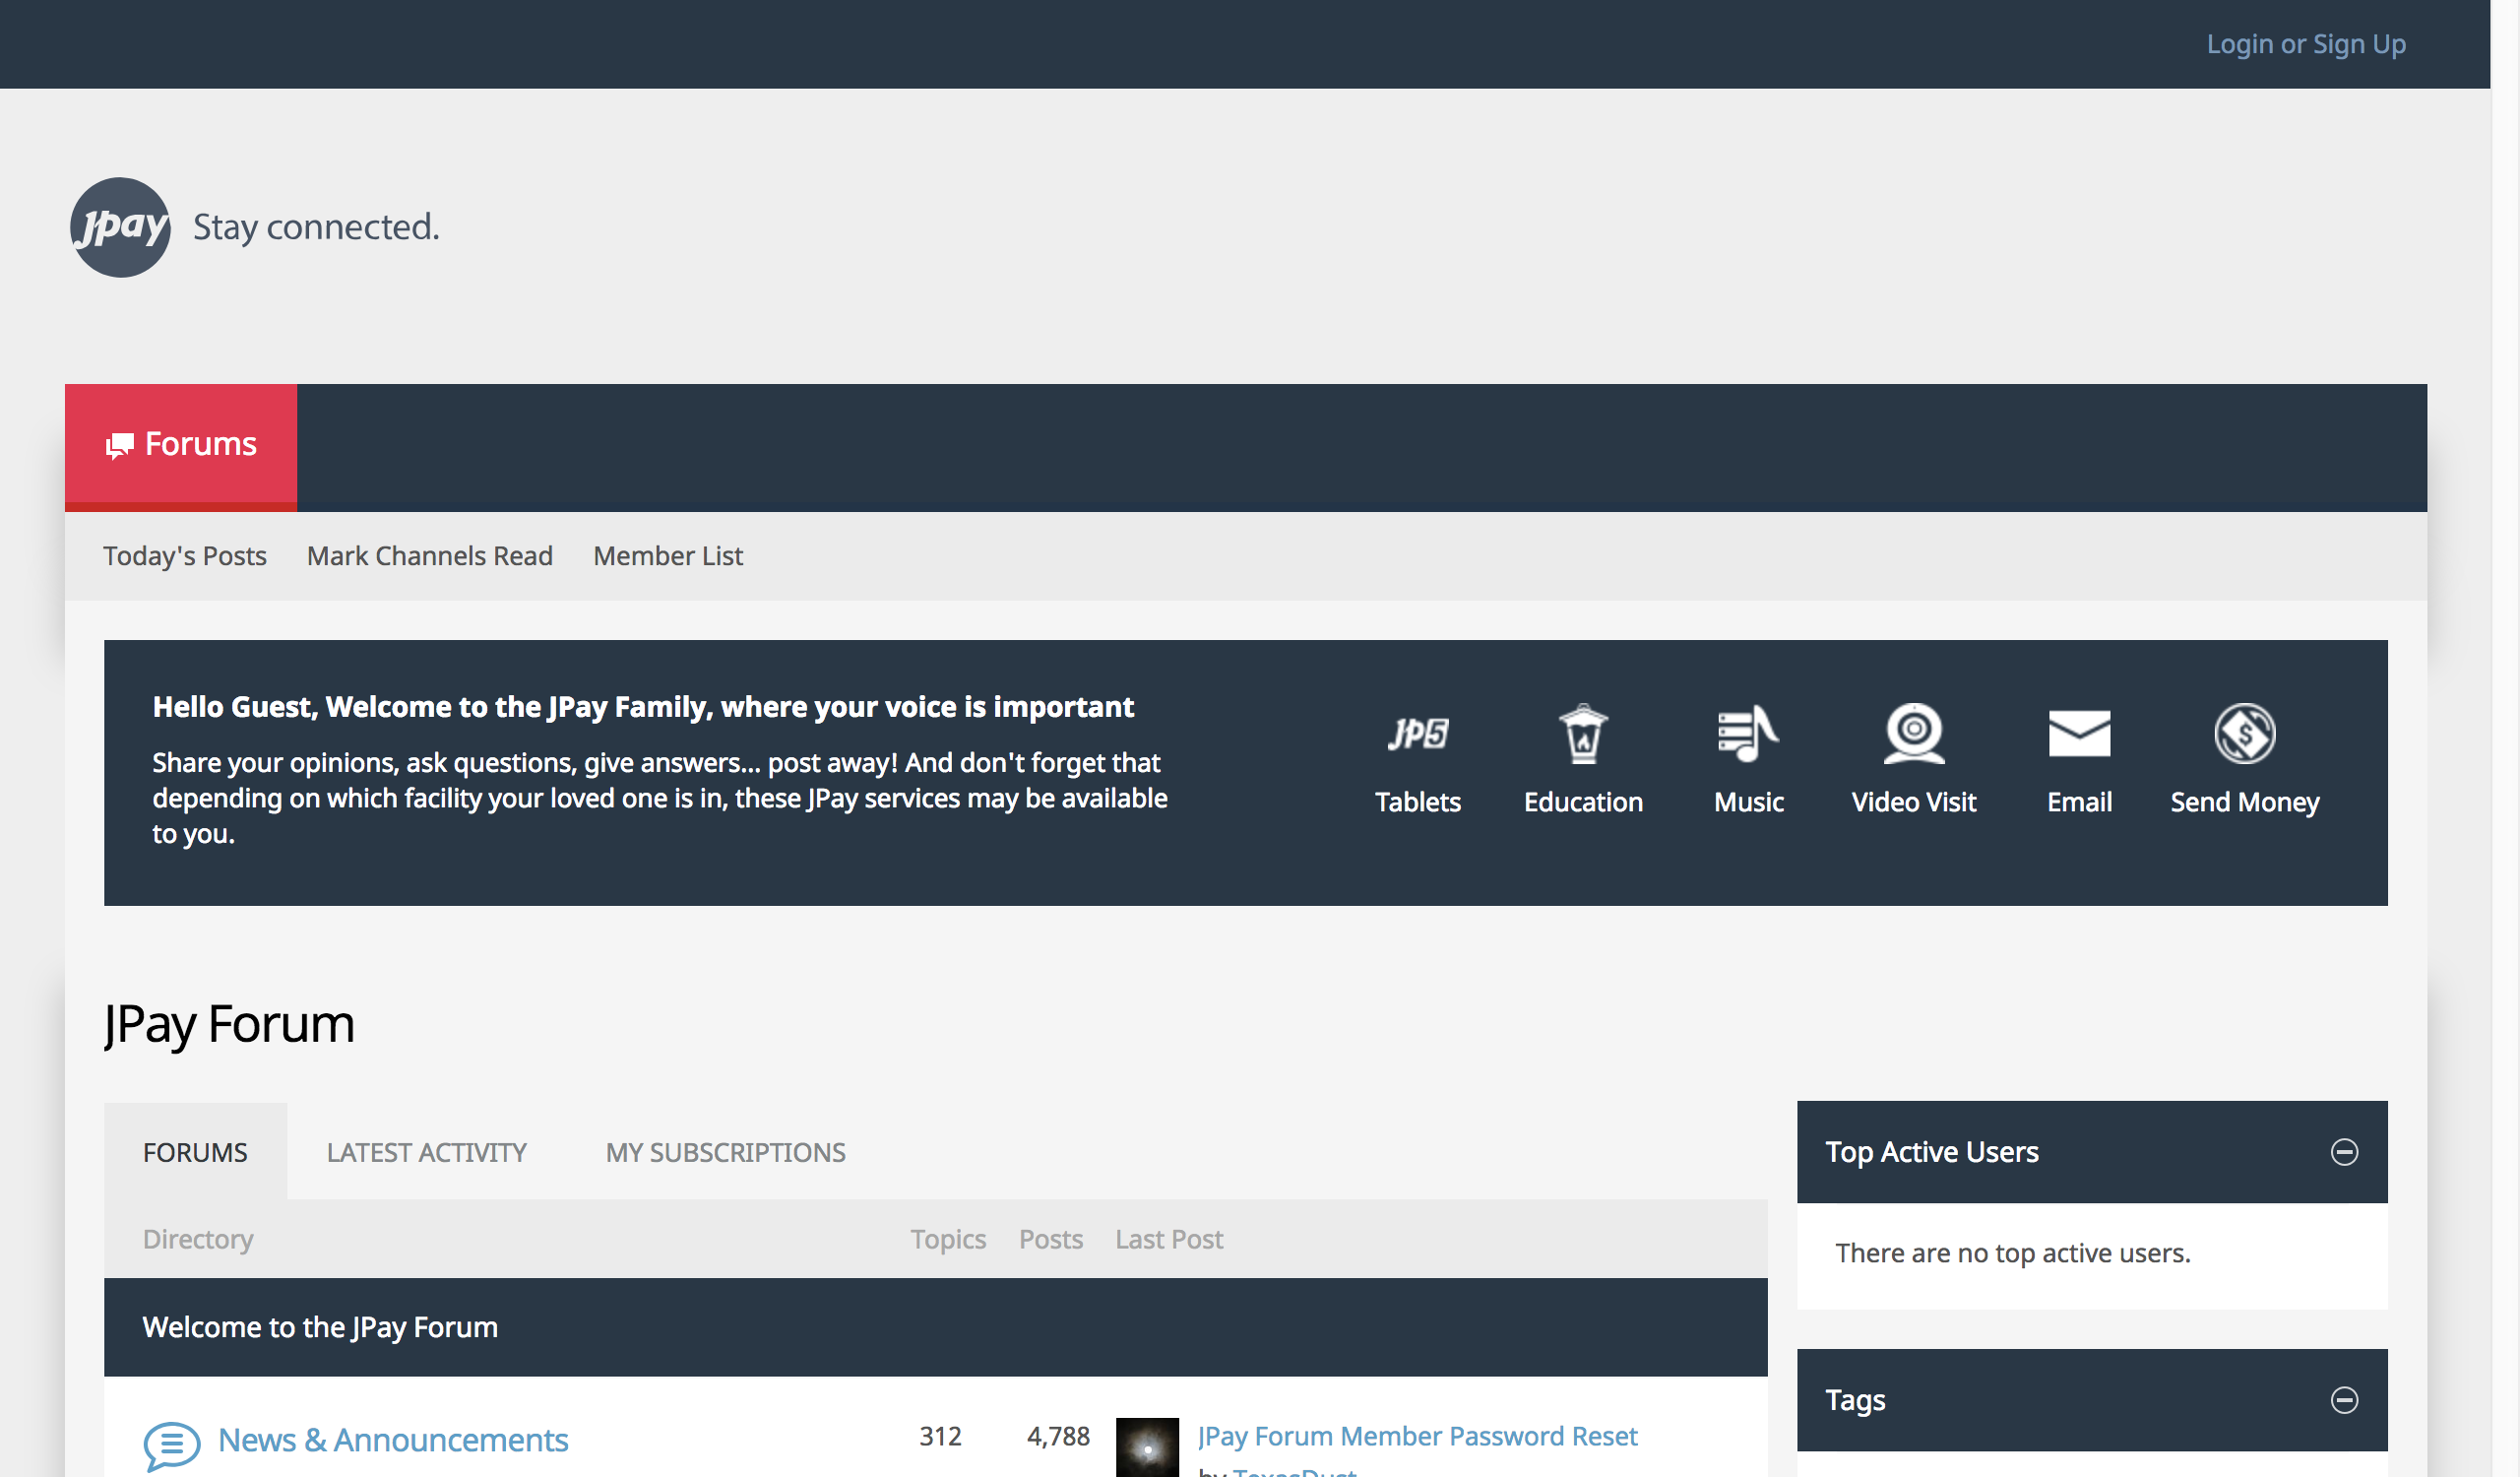 Login or Sign Up
JPay Stay connected.
Forums
Today's Posts Mark Channels Read Member List
Hello Guest, Welcome to the JPay Family, where your voice is important
Share your opinions, ask questions, give answers... post away! And don't forget that
depending on which facility your loved one is in, these JPay services may be available
to you.
JP5
Tablets Education Music Video Visit Email Send Money
JPay Forum
FORUMS LATEST ACTIVITY MY SUBSCRIPTIONS
Directory Topics Posts Last Post
Welcome to the JPay Forum
News & Announcements 312 4,788 JPay Forum Member Password Reset
by TexasDust
Top Active Users
There are no top active users.
Tags